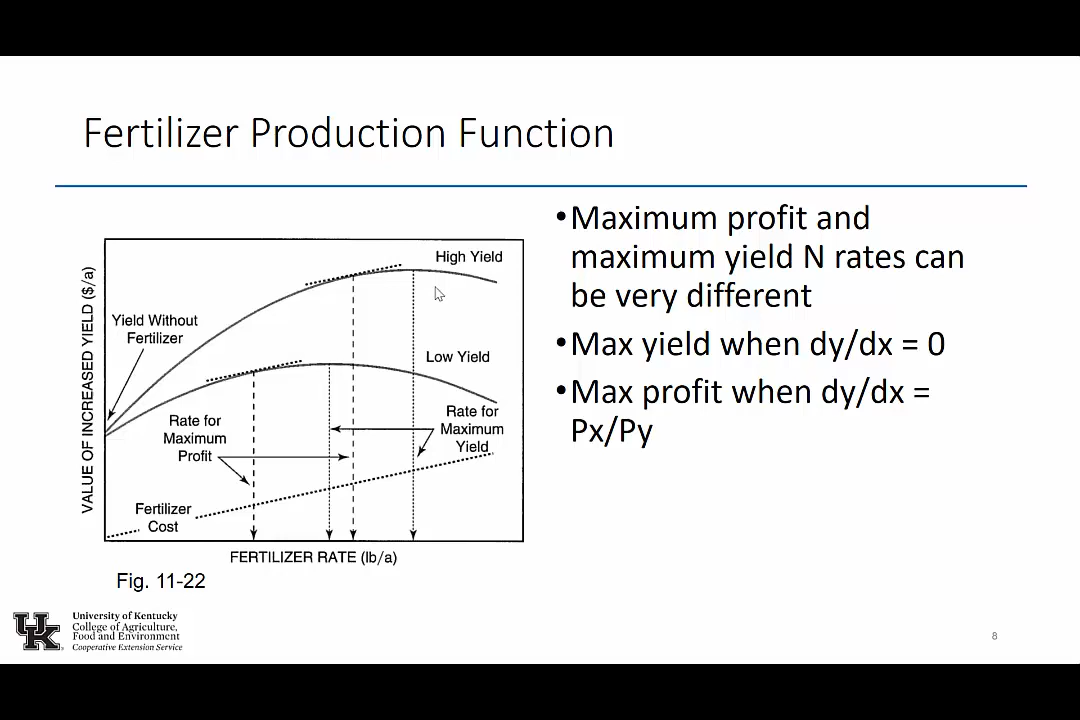 Fertilizer Production Function
VALUE OF INCREASED YIELD ($/a)
High Yield
Yield Without
Fertilizer
Low Yield
Rate for
Maximum
Profit
Rate for
Maximum
Yield
Fertilizer
Cost
FERTILIZER RATE (lb/a)
Fig. 11-22
•Maximum profit and
maximum yield N rates can
be very different
•Max yield when dy/dx = 0
•Max profit when dy/dx =
Px/Py
UK
University of Kentucky
College of Agriculture,
Food and Environment
Cooperative Extension Service
8